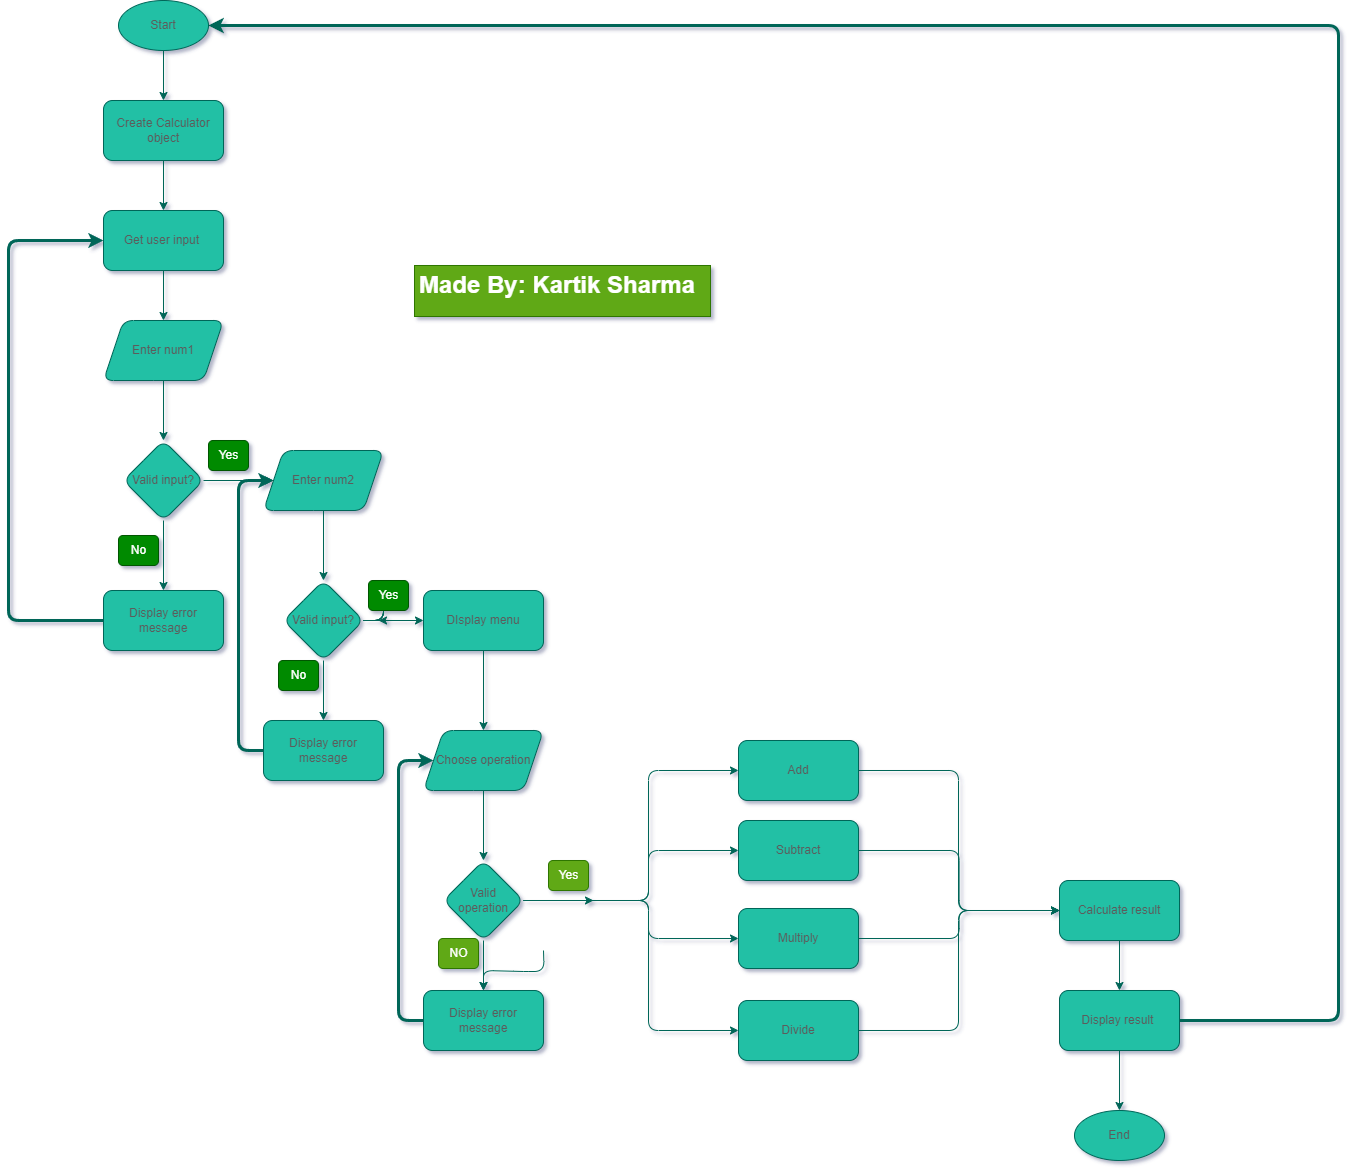 Start
Create Calculator
object
Get user input
Made By: Kartik Sharma
Enter num1
Yes
Valid input?
Enter num2
No
Display error
message
Yes
Valid input?
DIsplay menu
No
Display error
message
Choose operation
Add
Subtract
Yes
Valid
operation
Calculate result
Multiply
NO
Display error
message
Divide
Display result
End